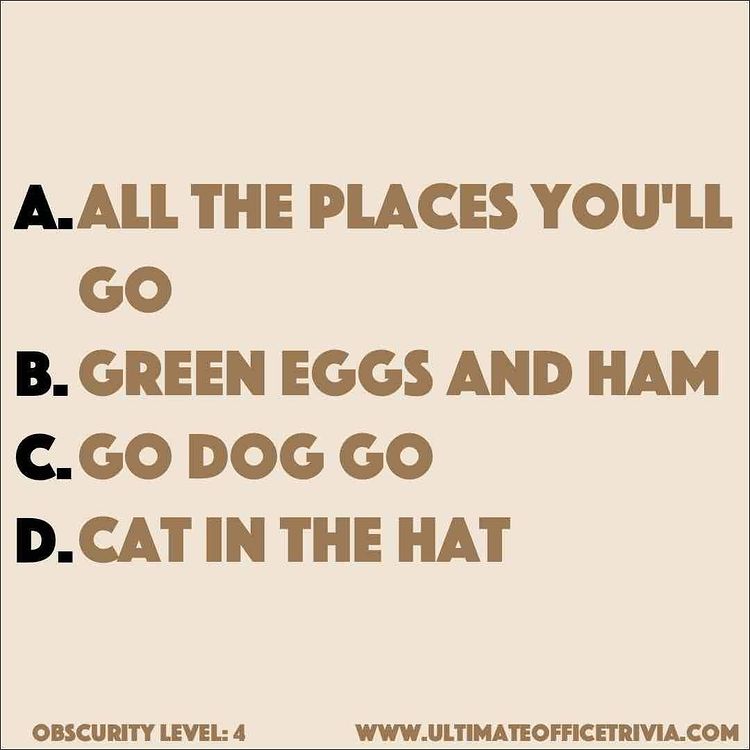 A. ALL THE PLACES YOU'LL
GO
B. GREEN EGGS AND HAM
C. GO DOG GO
D. CAT IN THE HAT
OBSCURITY LEVEL: 4
WWW.ULTIMATEOFFICETRIVIA.COM